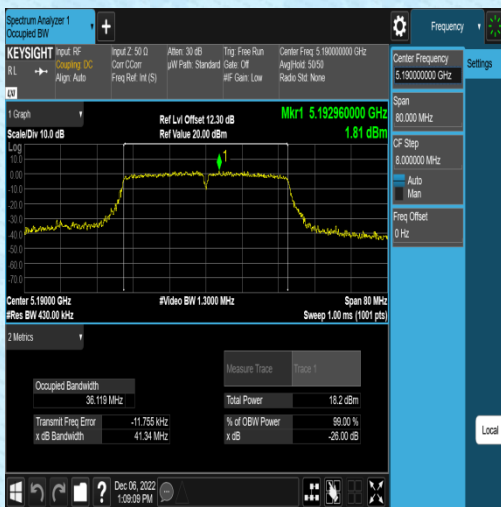 Spectrum Analyzer 1
Occupied BW
+
Frequency
KEYSIGHT
Input: RF
Coupling: DC
Align: Auto
Input Z: 50 Ω
Corr CCorr
Freq Ref: Int (S)
Atten: 30 dB
µW Path: Standard
Trig: Free Run
Gate: Off
#IF Gain: Low
Center Freq: 5.190000000 GHz
Avg|Hold: 50/50
Radio Std: None
R L
LXI
Center Frequency
5.190000000 GHz
Settings
Span
80.000 MHz
CF Step
8.000000 MHz
Auto
Man
Freq Offset
0 Hz
Local
1 Graph
Ref Lvl Offset 12.30 dB
Mkr1 5.192960000 GHz
Scale/Div 10.0 dB
Ref Value 20.00 dBm
1.81 dBm
Log
10.0
0.00
-10.0
-20.0
-30.0
-40.0
-50.0
-60.0
-70.0
1
Center 5.19000 GHz
#Video BW 1.3000 MHz
Span 80 MHz
#Res BW 430.00 kHz
Sweep 1.00 ms (1001 pts)
2 Metrics
Measure Trace
Trace 1
Occupied Bandwidth
36.119 MHz
Total Power
18.2 dBm
Transmit Freq Error
-11.755 kHz
% of OBW Power
99.00 %
x dB Bandwidth
41.34 MHz
x dB
-26.00 dB
?
Dec 06, 2022
1:09:09 PM